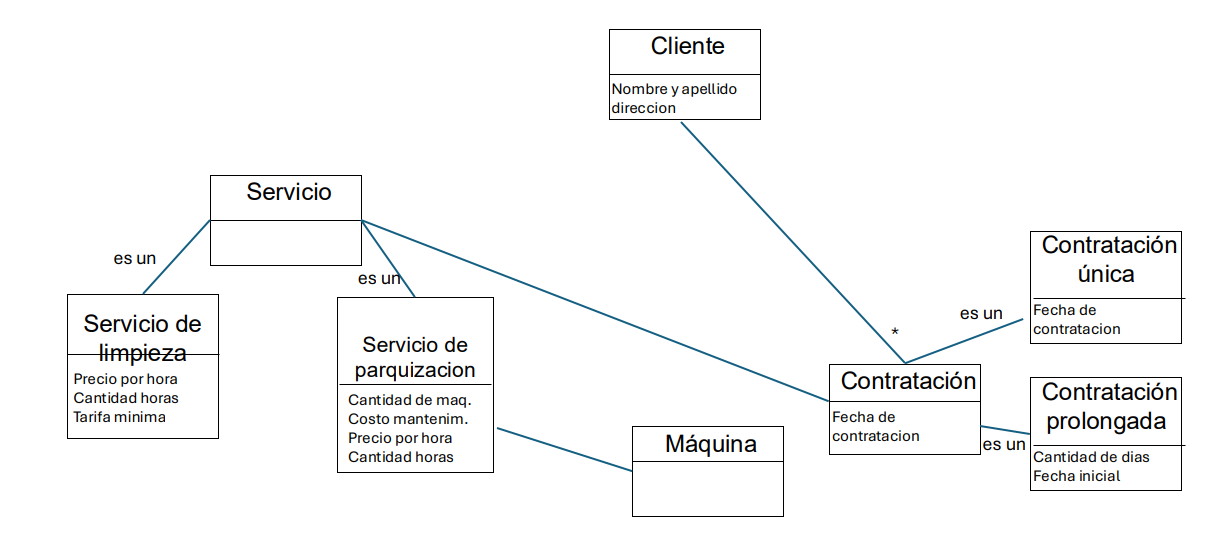 Cliente
Nombre y apellido
direccion
Servicio
es un
es un
Servicio de
limpieza
Precio por hora
Cantidad horas
Tarifa minima
Servicio de
parquizacion
Cantidad de maq.
Costo mantenim.
Precio por hora
Cantidad horas
Máquina
*
Contratación
Fecha de
contratacion
es un
es un
Contratación
única
Fecha de
contratacion
Contratación
prolongada
Cantidad de dias
Fecha inicial